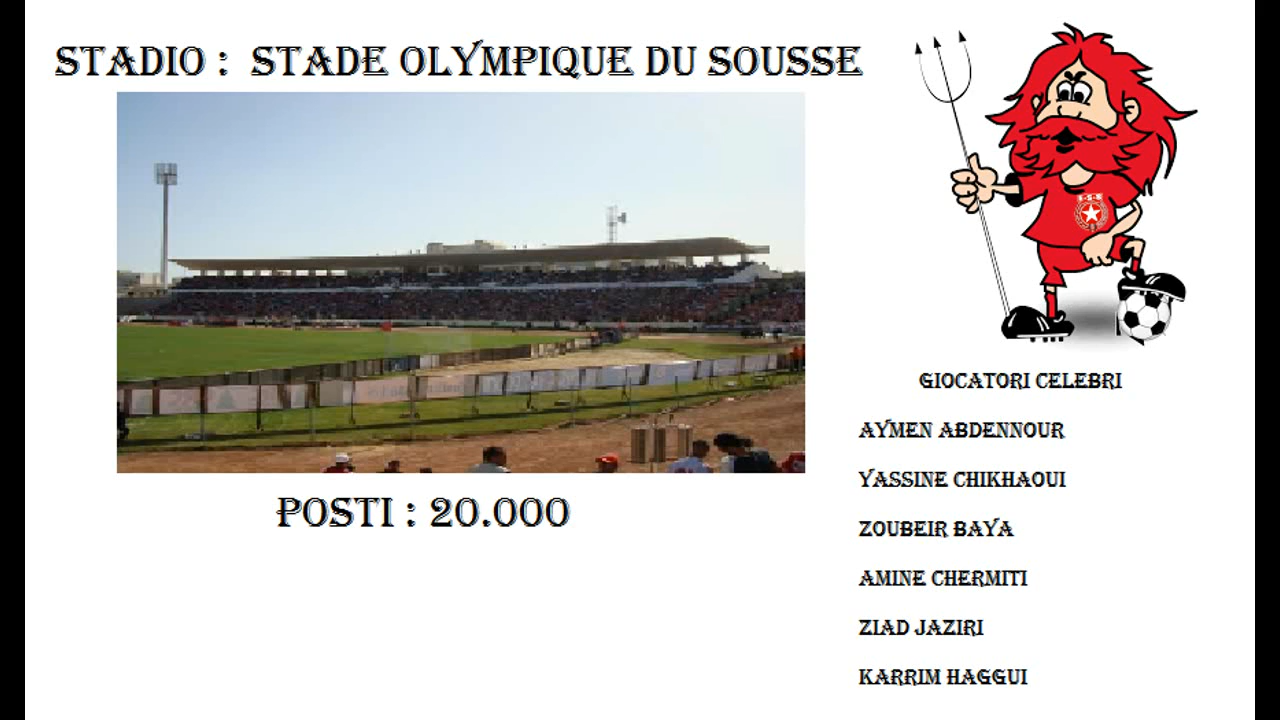 STADIO : STADE OLYMPIQUE DU SOUSSE
E.S.S
POSTI : 20.000
GIOCATORI CELEBRI
AYMEN ABDENNOUR
YASSINE CHIKHAOUI
ZOUBEIR BAYA
AMINE CHERMITI
ZIAD JAZIRI
KARRIM HAGGUI